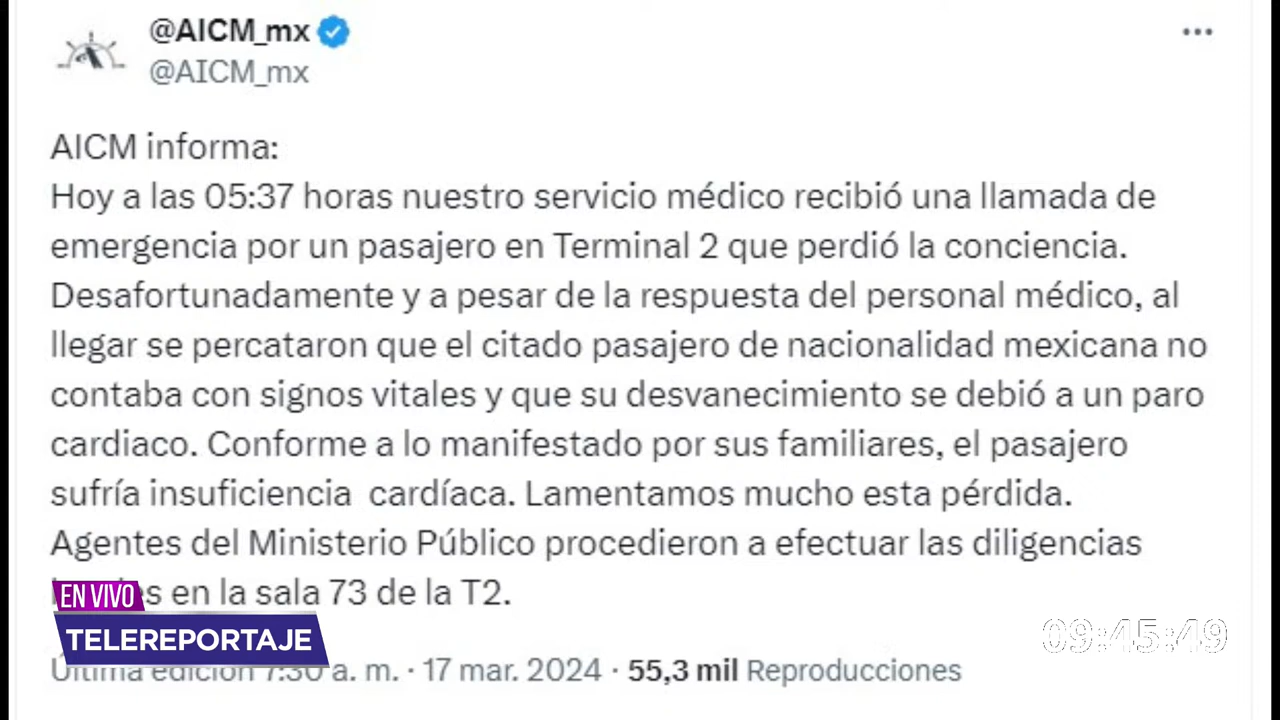 @AICM_mx
@AICM_mx
AICM informa:
Hoy a las 05:37 horas nuestro servicio médico recibió una llamada de
emergencia por un pasajero en Terminal 2 que perdió la conciencia.
Desafortunadamente y a pesar de la respuesta del personal médico, al
llegar se percataron que el citado pasajero de nacionalidad mexicana no
contaba con signos vitales y que su desvanecimiento se debió a un paro
cardiaco. Conforme a lo manifestado por sus familiares, el pasajero
sufría insuficiencia  cardíaca. Lamentamos mucho esta pérdida.
Agentes del Ministerio Público procedieron a efectuar las diligencias
en la sala 73 de la T2.
EN VIVO
TELEREPORTAJE
09:45:49
Última edición 7:30 a. m. · 17 mar. 2024 · 55,3 mil Reproducciones